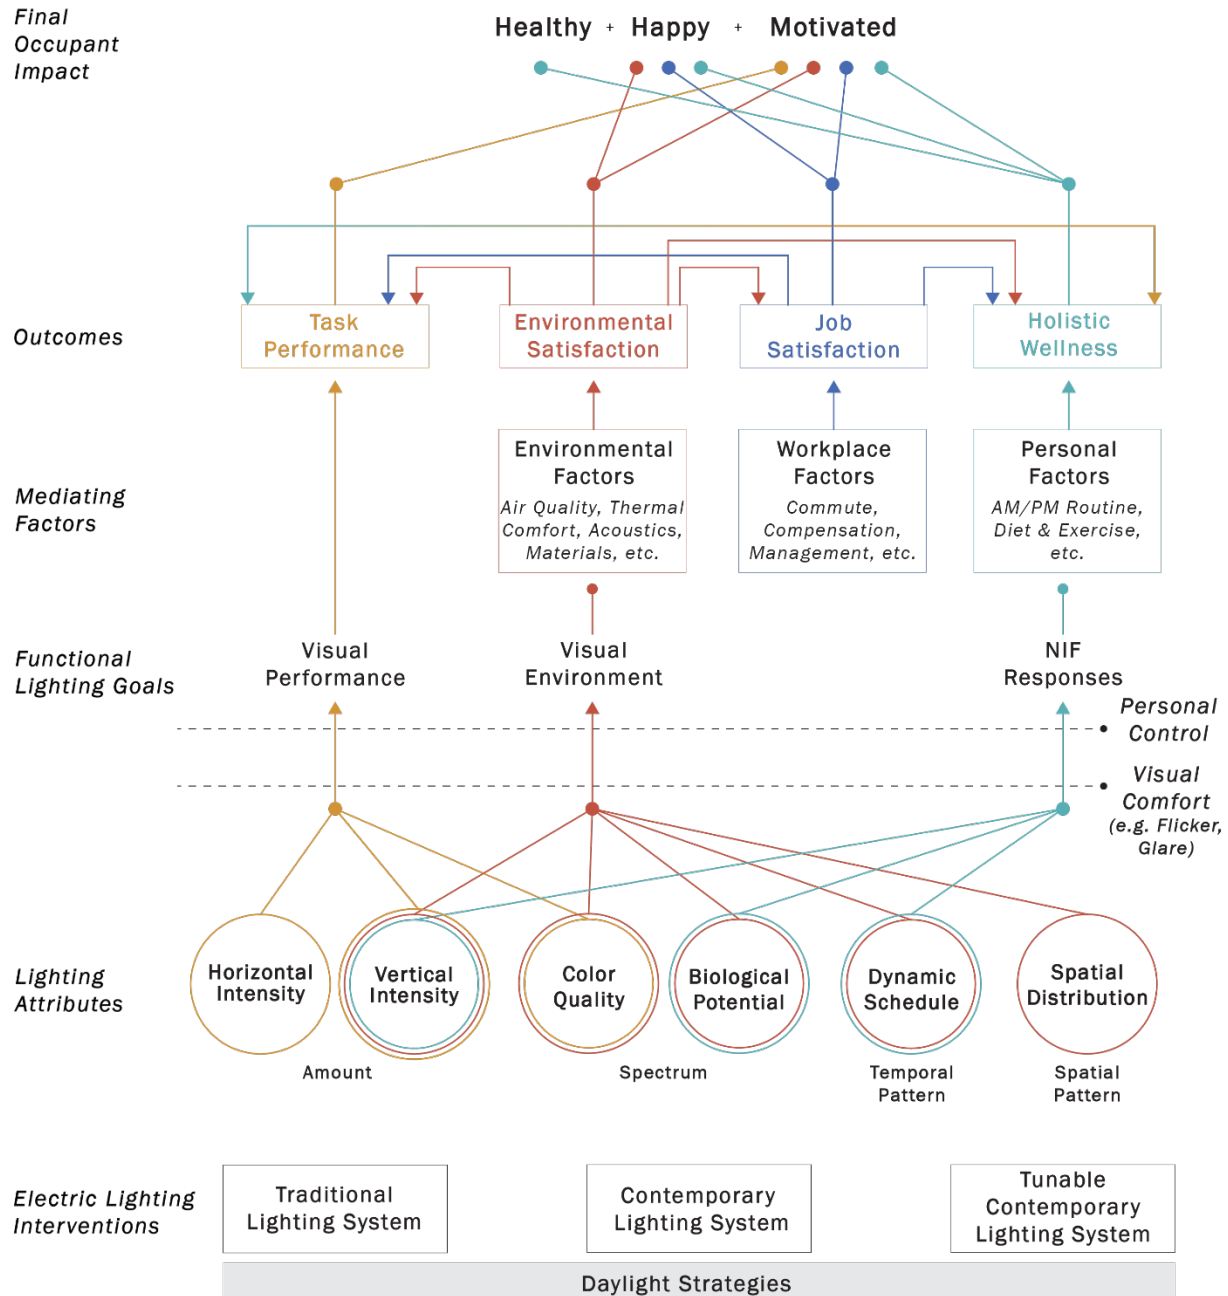 Final
Occupant
Impact
Healthy + Happy + Motivated
Outcomes
Task
Performance
Environmental
Satisfaction
Job
Satisfaction
Holistic
Wellness
Mediating
Factors
Environmental
Factors
Air Quality, Thermal
Comfort, Acoustics,
Materials, etc.
Workplace
Factors
Commute,
Compensation,
Management, etc.
Personal
Factors
AM/PM Routine,
Diet & Exercise,
etc.
Functional
Lighting Goals
Visual
Performance
Visual
Environment
NIF
Responses
Personal
Control
Visual
Comfort
(e.g. Flicker,
Glare)
Lighting
Attributes
Horizontal
Intensity
Vertical
Intensity
Color
Quality
Biological
Potential
Dynamic
Schedule
Spatial
Distribution
Amount
Spectrum
Temporal
Pattern
Spatial
Pattern
Electric Lighting
Interventions
Traditional
Lighting System
Contemporary
Lighting System
Tunable
Contemporary
Lighting System
Daylight Strategies